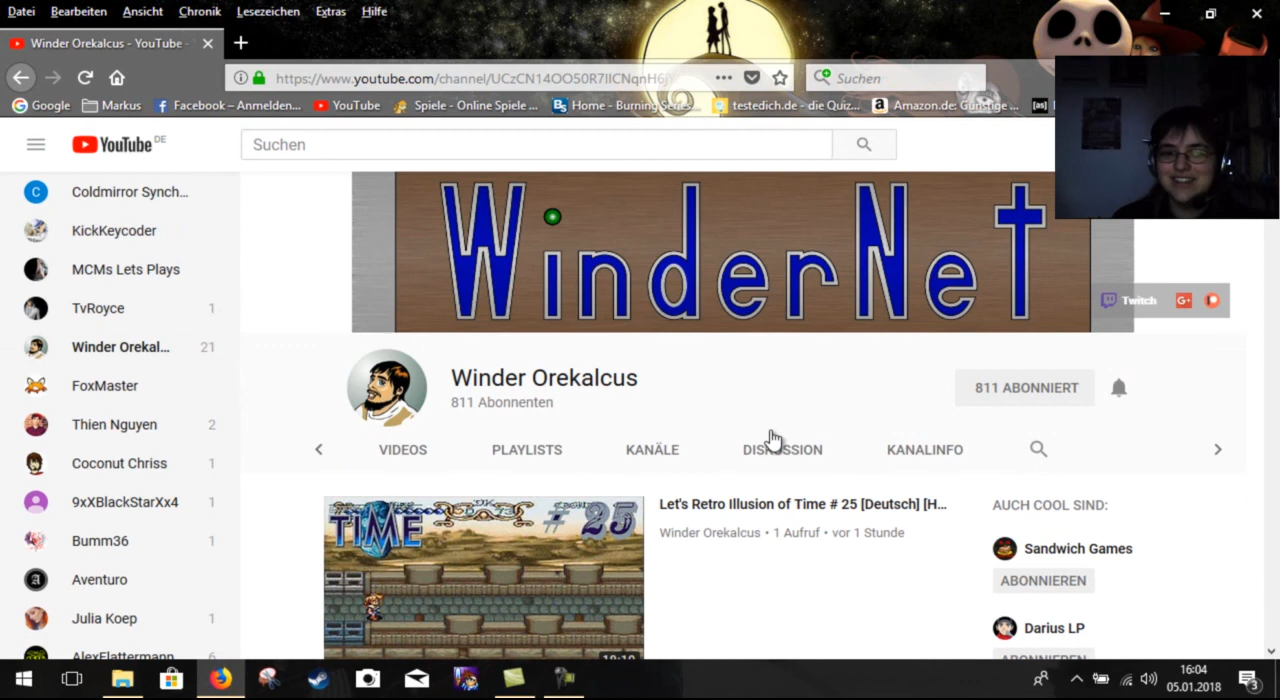 Datei Bearbeiten Ansicht Chronik Lesezeichen Extras Hilfe
Winder Orekalcus - YouTube -
https://www.youtube.com/channel/UCzCN14OO50R7IICNqnH6
Suchen
Google Markus Facebook – Anmelden... YouTube Spiele - Online Spiele ... Home - Burning Series... testedich.de - die Quiz... Amazon.de: Günstige ... [as]
YouTube DE
Suchen
Coldmirror Synch...
KickKeycoder
MCMs Lets Plays
TvRoyce 1
Winder Orekal... 21
FoxMaster
Thien Nguyen 2
Coconut Chriss 1
9xXBlackStarXx4 1
Bumm36 1
Aventuro
Julia Koep 1
AlexFlattermann 6
WinderNet
Twitch G+
Winder Orekalcus
811 Abonnenten
811 ABONNIERT
VIDEOS PLAYLISTS KANÄLE DISKUSSION KANALINFO
TIME # 25
Let's Retro Illusion of Time # 25 [Deutsch] [H...
Winder Orekalcus • 1 Aufruf • vor 1 Stunde
AUCH COOL SIND:
Sandwich Games
ABONNIEREN
Darius LP
ABONNIEREN
16:04
05.01.2018
3